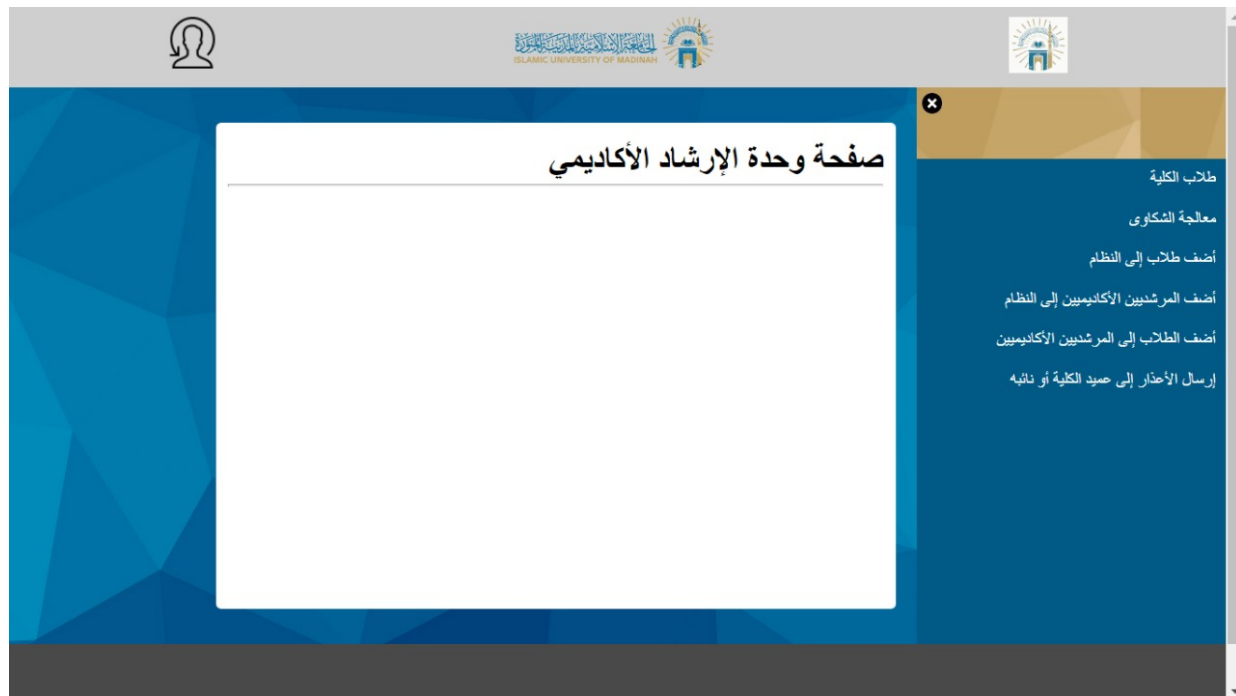 الجامعة الإسلامية بالمدينة المنورة
ISLAMIC UNIVERSITY OF MADINAH
صفحة وحدة الإرشاد الأكاديمي
طلاب الكلية
معالجة الشكاوى
أضف طلاب إلى النظام
أضف المرشديين الأكاديميين إلى النظام
أضف الطلاب إلى المرشديين الأكاديميين
إرسال الأعذار إلى عميد الكلية أو نائبه